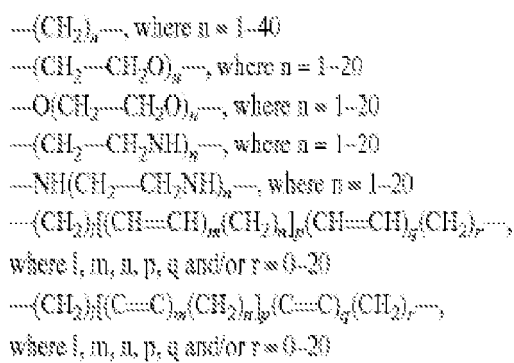 —(CH₂)ₙ—, where n = 1–40
—(CH₂—CH₂O)ₙ—, where n = 1–20
—O(CH₂—CH₂O)ₙ—, where n = 1–20
—(CH₂—CH₂NH)ₙ—, where n = 1–20
—NH(CH₂—CH₂NH)ₙ—, where n = 1–20
—(CH₂)ₗ[(CH=CH)ₘ(CH₂)ₙ]ₚ(CH=CH)_q(CH₂)ᵣ—,
where l, m, n, p, q and/or r = 0–20
—(CH₂)ₗ[(C=C)ₘ(CH₂)ₙ]ₚ(C=C)_q(CH₂)ᵣ—,
where l, m, n, p, q and/or r = 0–20